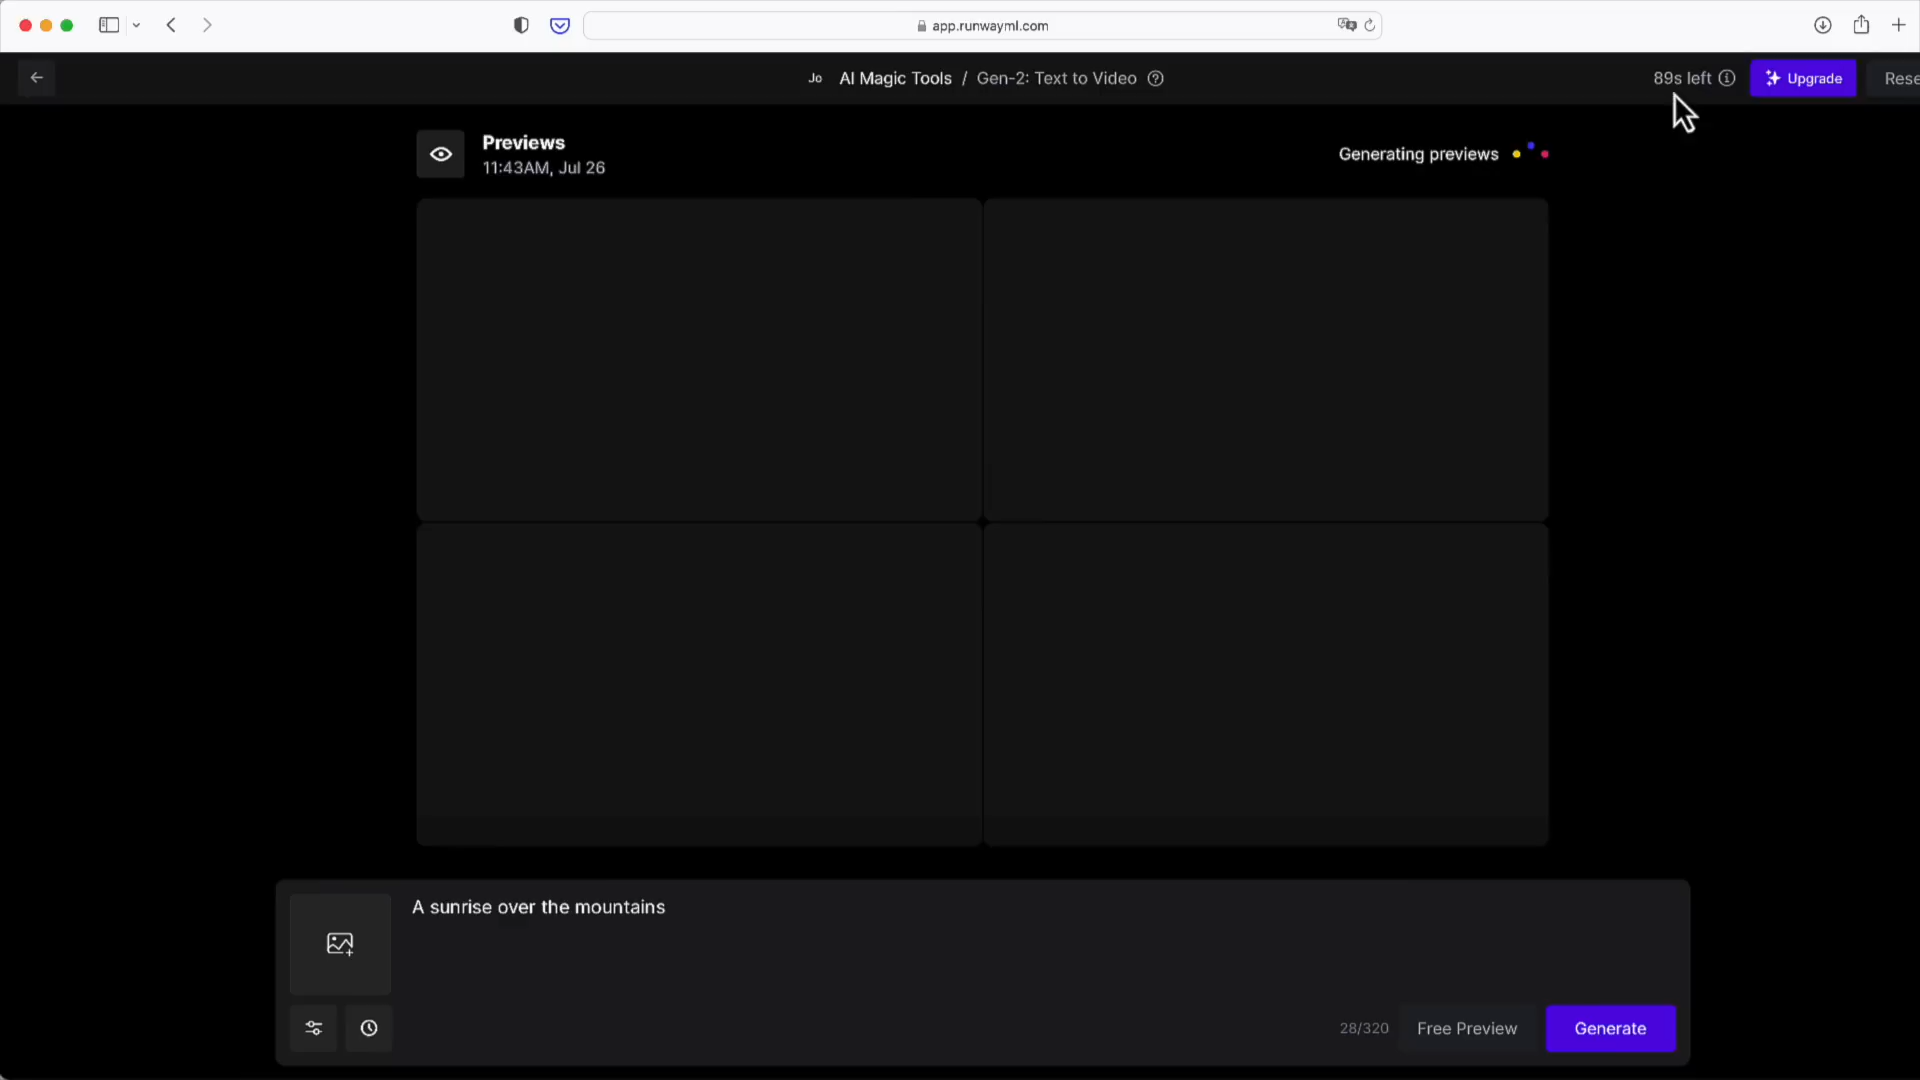 app.runwayml.com
Jo AI Magic Tools / Gen-2: Text to Video
89s left
Upgrade
Rese
Previews
11:43AM, Jul 26
Generating previews
A sunrise over the mountains
28/320
Free Preview
Generate